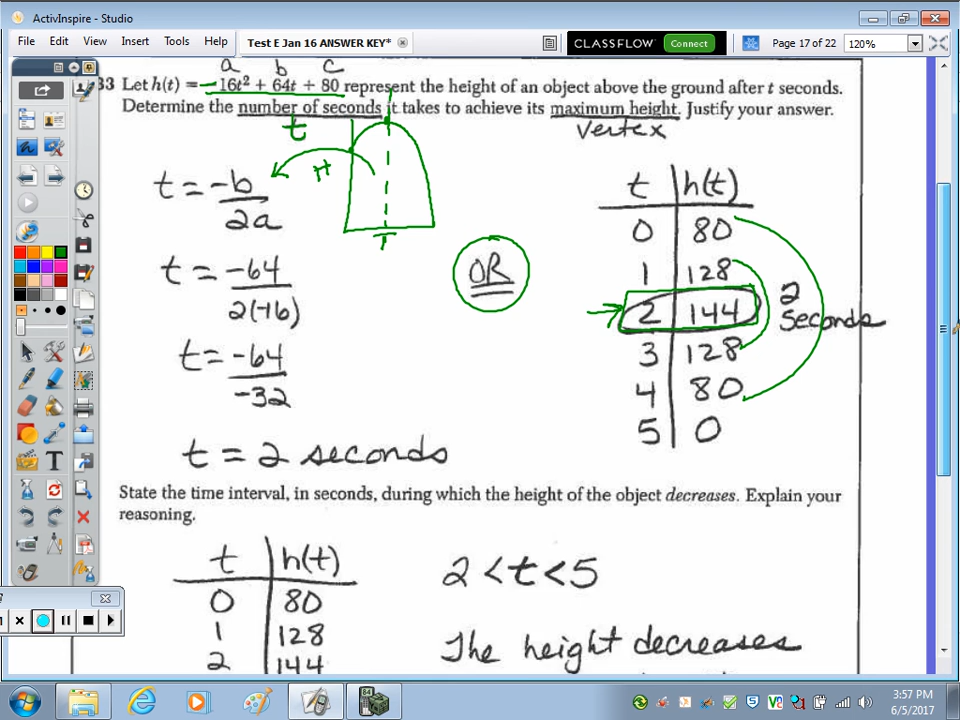 ActivInspire - Studio
File Edit View Insert Tools Help Test E Jan 16 ANSWER KEY* CLASSFLOW Connect Page 17 of 22 120%
a b c
33 Let h(t) = −16t² + 64t + 80 represent the height of an object above the ground after t seconds.
Determine the number of seconds it takes to achieve its maximum height. Justify your answer.
t
Vertex
t = -b
2a
t = -64
2(-16)
t = -64
-32
t = 2 seconds
OR
t h(t)
0 80
1 128
2 144
3 128
4 80
5 0
2
seconds
State the time interval, in seconds, during which the height of the object decreases. Explain your
reasoning.
t h(t)
0 80
1 128
2 144
2 < t < 5
The height decreases
T
84
3:57 PM
6/5/2017